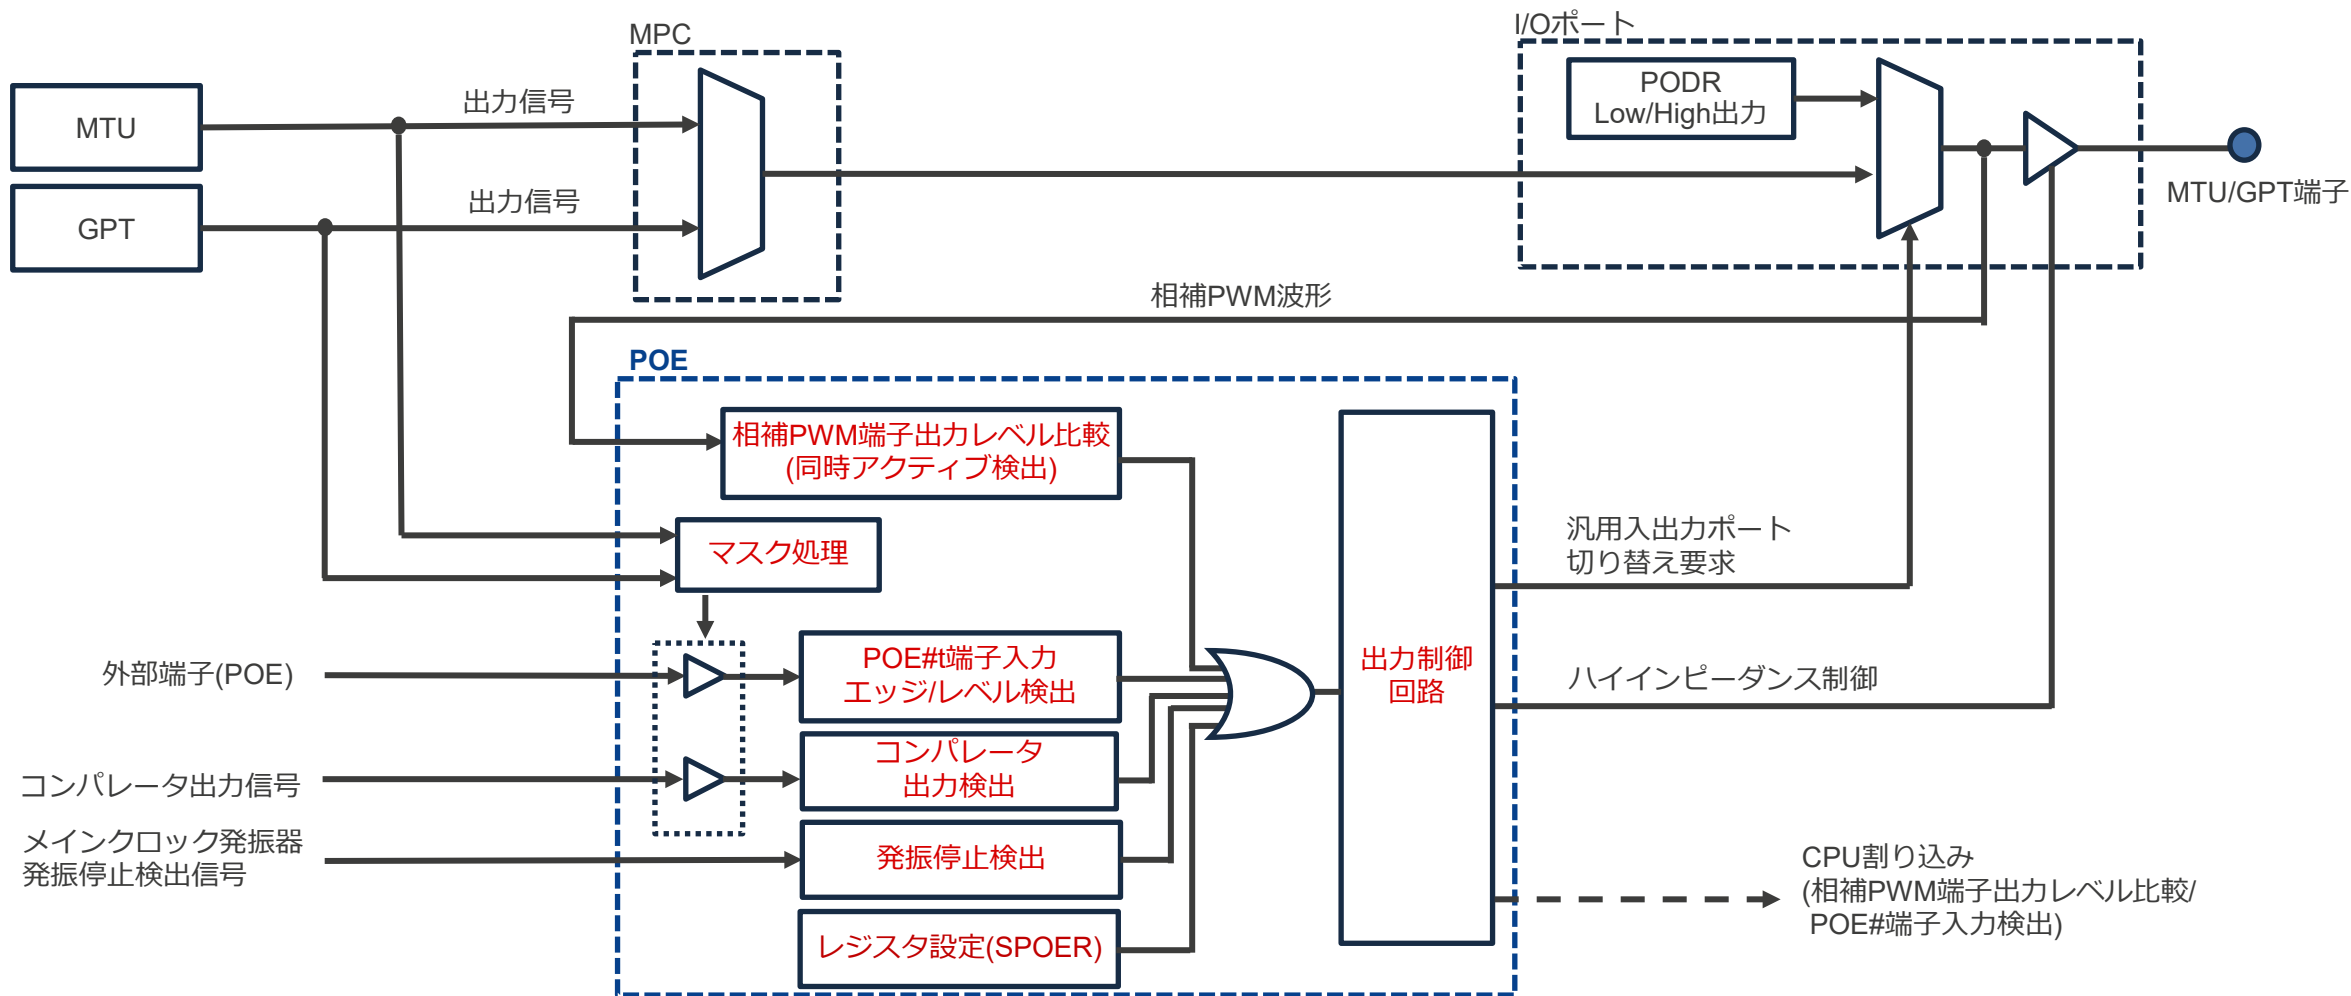 MPC
I/Oポート
MTU
出力信号
PODR
Low/High出力
GPT
出力信号
MTU/GPT端子
相補PWM波形
POE
相補PWM端子出力レベル比較
(同時アクティブ検出)
マスク処理
汎用入出力ポート
切り替え要求
外部端子(POE)
POE#t端子入力
エッジ/レベル検出
出力制御
回路
ハイインピーダンス制御
コンパレータ出力信号
コンパレータ
出力検出
メインクロック発振器
発振停止検出信号
発振停止検出
CPU割り込み
(相補PWM端子出力レベル比較/
POE#端子入力検出)
レジスタ設定(SPOER)